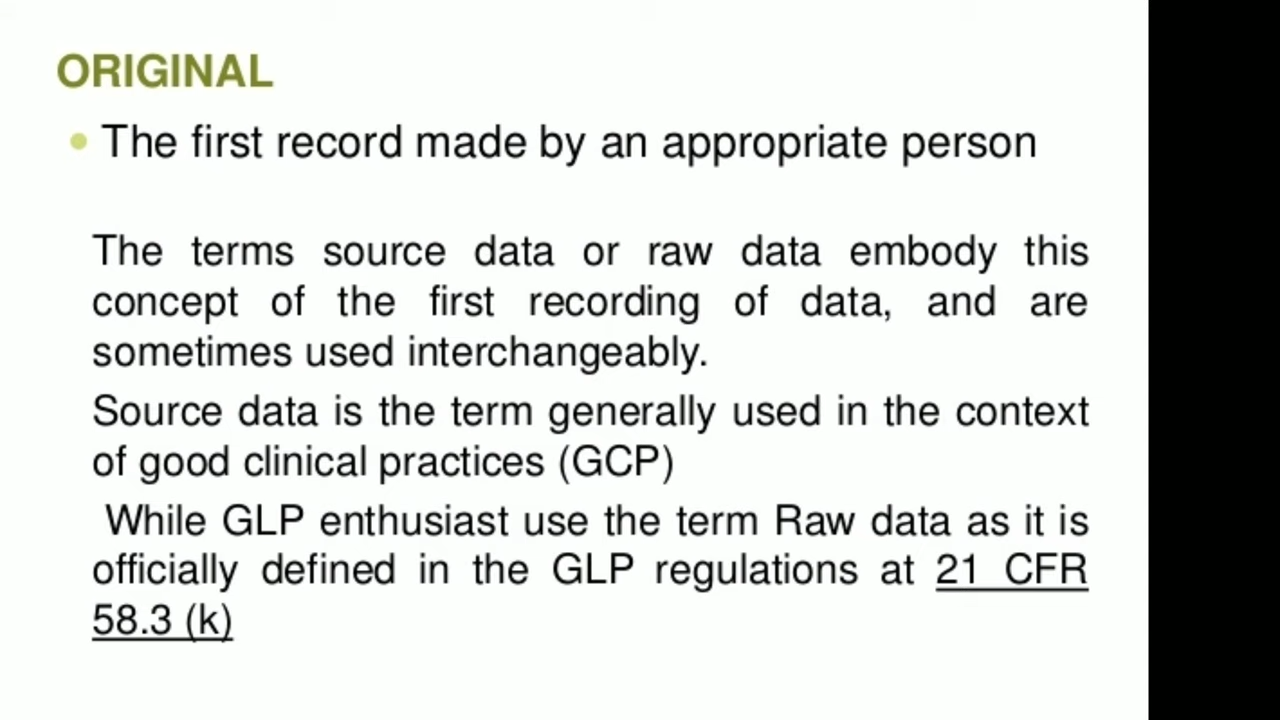 ORIGINAL
• The first record made by an appropriate person
The terms source data or raw data embody this
concept of the first recording of data, and are
sometimes used interchangeably.
Source data is the term generally used in the context
of good clinical practices (GCP)
While GLP enthusiast use the term Raw data as it is
officially defined in the GLP regulations at 21 CFR
58.3 (k)